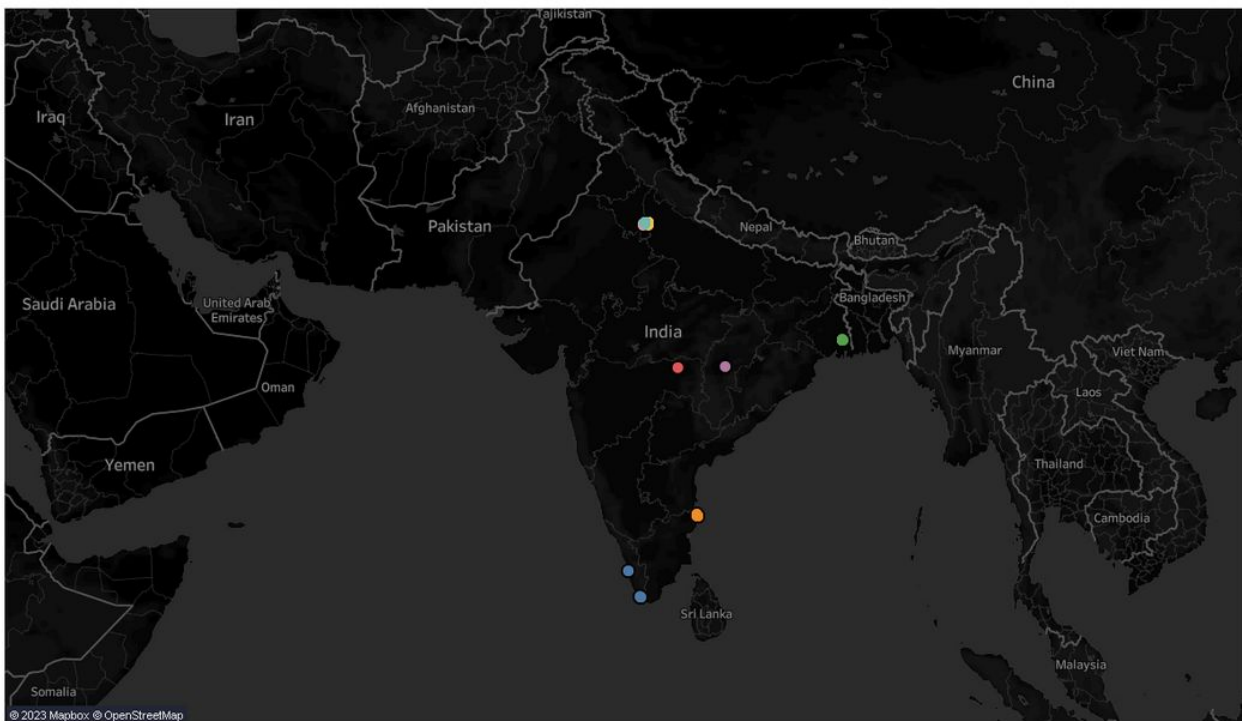 Tajikistan
China
Afghanistan
Iraq
Iran
Pakistan
Nepal
Bhutan
Saudi Arabia
United Arab
Emirates
Bangladesh
India
Myanmar
Viet Nam
Oman
Laos
Yemen
Thailand
Cambodia
Sri Lanka
Malaysia
Somalia
© 2023 Mapbox © OpenStreetMap